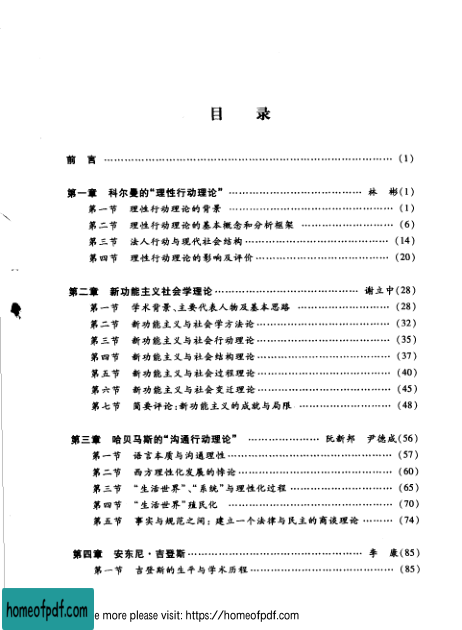 目 录
前 言 …………………………………………………………… (1)
第一章 科尔曼的“理性行动理论” ……………………………… 林 彬(1)
第一节 理性行动理论的背景 ……………………………………… (1)
第二节 理性行动理论的基本概念和分析框架 …………………… (6)
第三节 法人行动与现代社会结构 ………………………………… (14)
第四节 理性行动理论的影响及评价 ……………………………… (20)
第二章 新功能主义社会学理论 ………………………………… 谢立中(28)
第一节 学术背景、主要代表人物及基本思路 …………………… (28)
第二节 新功能主义与社会学方法论 ……………………………… (32)
第三节 新功能主义与社会行动理论 ……………………………… (35)
第四节 新功能主义与社会结构理论 ……………………………… (37)
第五节 新功能主义与社会过程理论 ……………………………… (40)
第六节 新功能主义与社会变迁理论 ……………………………… (45)
第七节 简要评论:新功能主义的成就与局限 …………………… (48)
第三章 哈贝马斯的“沟通行动理论” ……………… 阮新邦 尹德成(56)
第一节 语言本质与沟通理性 ……………………………………… (57)
第二节 西方理性化发展的悖论 …………………………………… (60)
第三节 “生活世界”、“系统”与理性化过程 ……………………… (65)
第四节 “生活世界”殖民化 ……………………………………… (70)
第五节 事实与规范之间: 建立一个法律与民主的商谈理论 ……… (74)
第四章 安东尼·吉登斯 ………………………………………… 李 康(85)
第一节 吉登斯的生平与学术历程 ………………………………… (85)
homeofpdf.com
e more please visit: https://homeofpdf.com